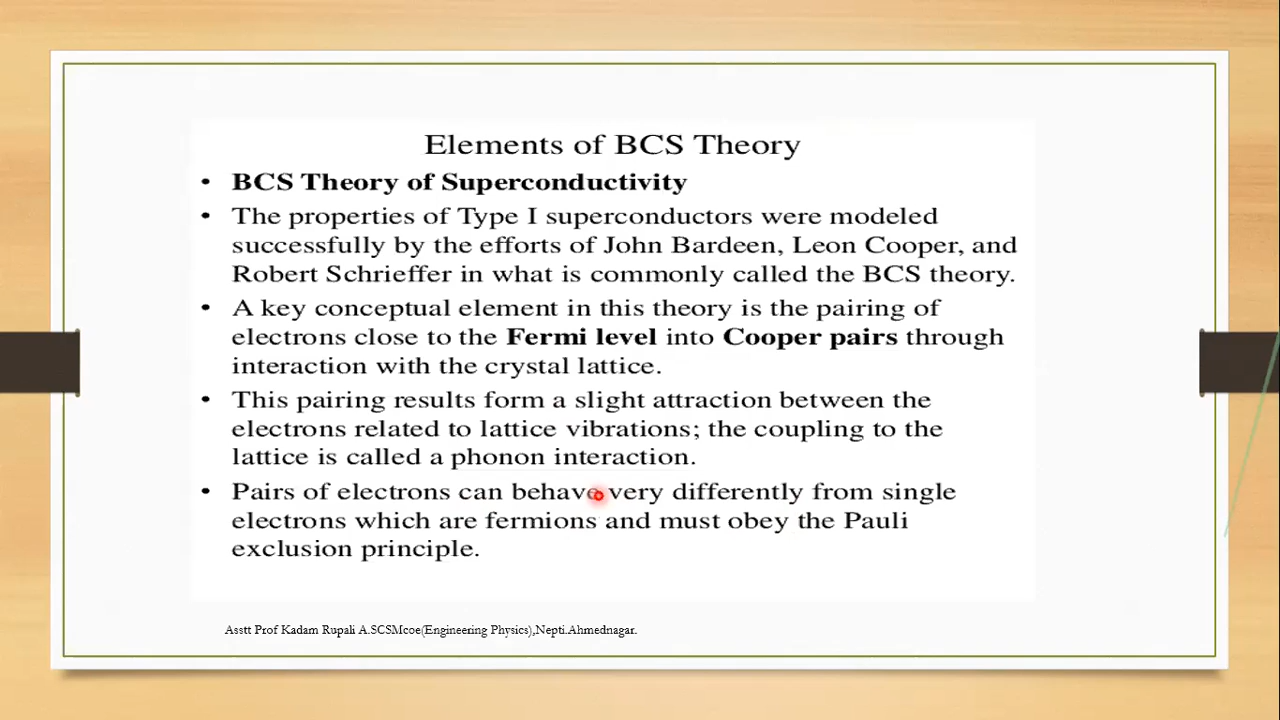 Elements of BCS Theory
• BCS Theory of Superconductivity
• The properties of Type I superconductors were modeled
successfully by the efforts of John Bardeen, Leon Cooper, and
Robert Schrieffer in what is commonly called the BCS theory.
• A key conceptual element in this theory is the pairing of
electrons close to the Fermi level into Cooper pairs through
interaction with the crystal lattice.
• This pairing results form a slight attraction between the
electrons related to lattice vibrations; the coupling to the
lattice is called a phonon interaction.
• Pairs of electrons can behave very differently from single
electrons which are fermions and must obey the Pauli
exclusion principle.
Asstt Prof Kadam Rupali A.SCSMcoe(Engineering Physics),Nepti.Ahmednagar.